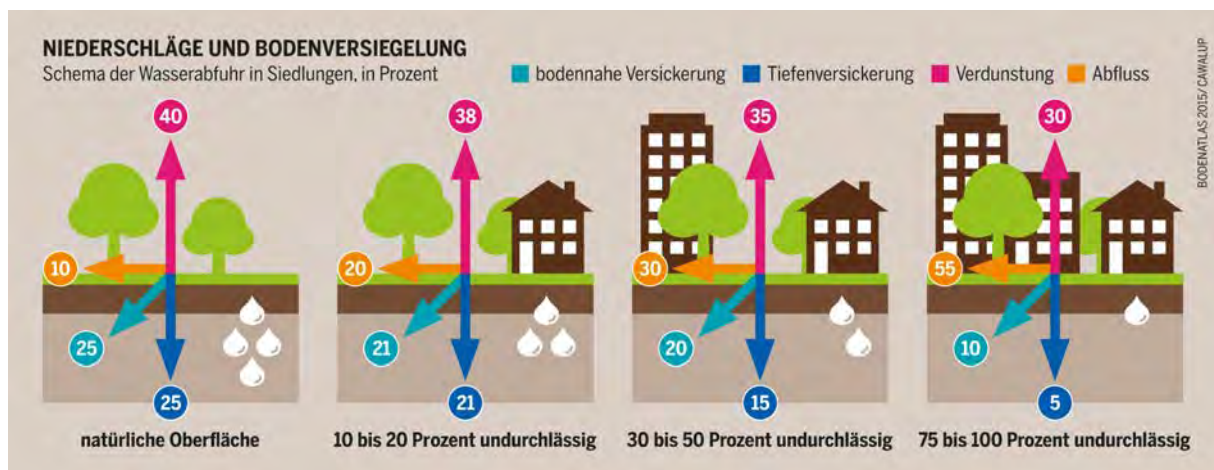 NIEDERSCHLÄGE UND BODENVERSIEGELUNG
Schema der Wasserabfuhr in Siedlungen, in Prozent
bodennahe Versickerung
Tiefenversickerung
Verdunstung
Abfluss
BODENATLAS 2015/ CAWALUP
40
10
25
25
natürliche Oberfläche
38
20
21
21
10 bis 20 Prozent undurchlässig
35
30
20
15
30 bis 50 Prozent undurchlässig
30
55
10
5
75 bis 100 Prozent undurchlässig